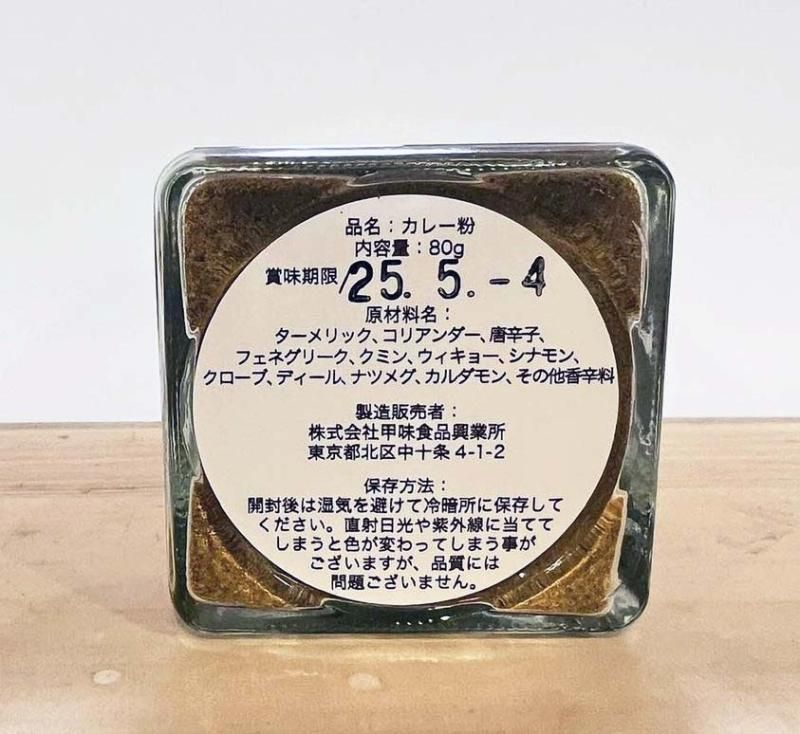 品名：カレー粉
内容量：80g
賞味期限/25. 5. -4
原材料名：
ターメリック、コリアンダー、唐辛子、
フェネグリーク、クミン、ウィキョー、シナモン、
クローブ、ディール、ナツメグ、カルダモン、その他香辛料
製造販売者：
株式会社甲味食品興業所
東京都北区中十条 4-1-2
保存方法：
開封後は湿気を避けて冷暗所に保存して
ください。直射日光や紫外線に当てて
しまうと色が変わってしまう事が
ございますが、品質には
問題ございません。